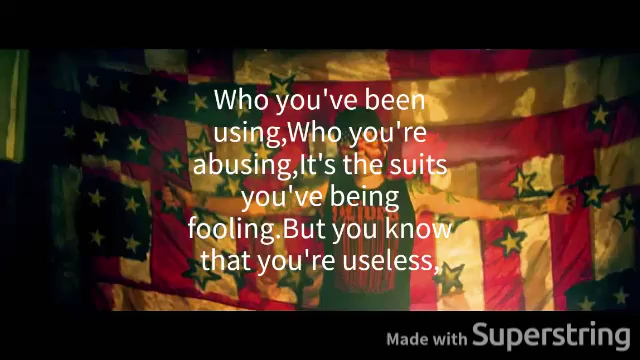 Who you've been
using,Who you're
abusing,It's the suits
you've being
fooling.But you know
that you're useless,
Made with Superstring